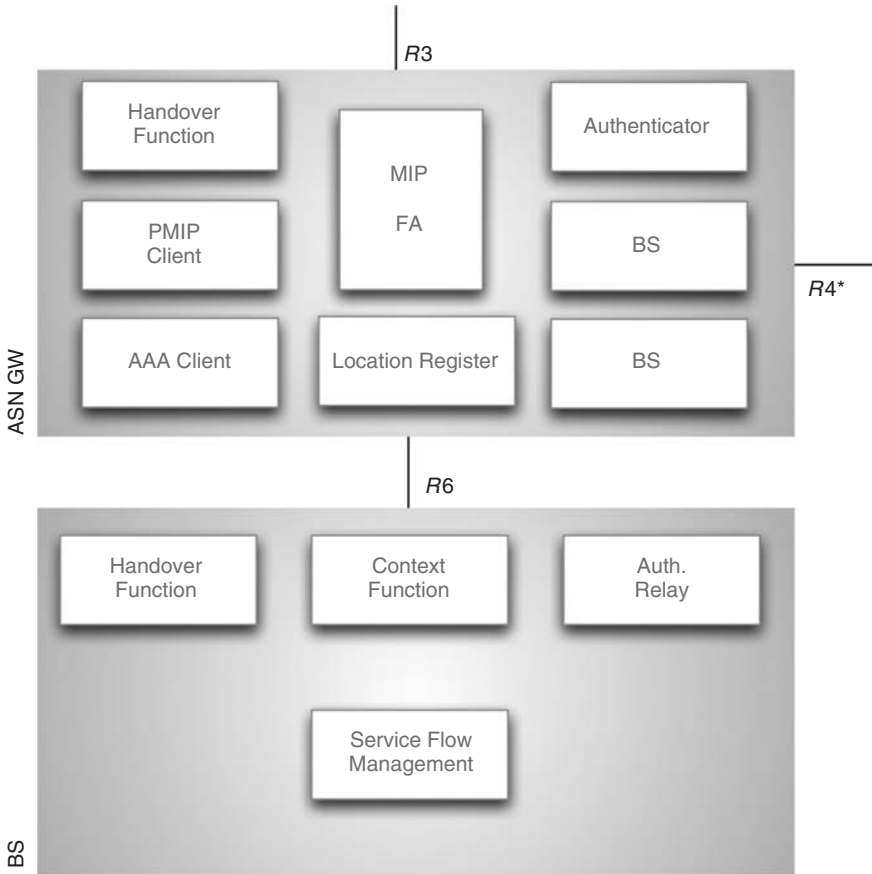 R3
Handover
Function
MIP
FA
Authenticator
PMIP
Client
BS
R4*
AAA Client
Location Register
BS
ASN GW
R6
Handover
Function
Context
Function
Auth.
Relay
Service Flow
Management
BS